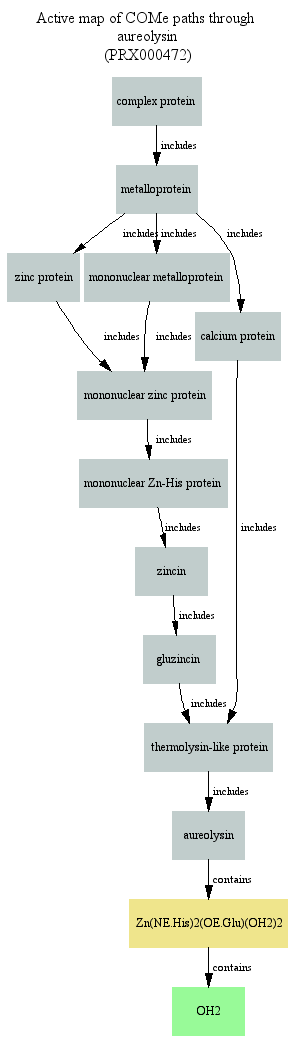 Active map of COMe paths through
aureolysin
(PRX000472)
complex protein
includes
metalloprotein
includes includes includes
zinc protein mononuclear metalloprotein
calcium protein
includes includes
mononuclear zinc protein
includes
mononuclear Zn-His protein
includes includes
zincin
includes
gluzincin
includes
thermolysin-like protein
includes
aureolysin
contains
Zn(NE.His)2(OE.Glu)(OH2)2
contains
OH2